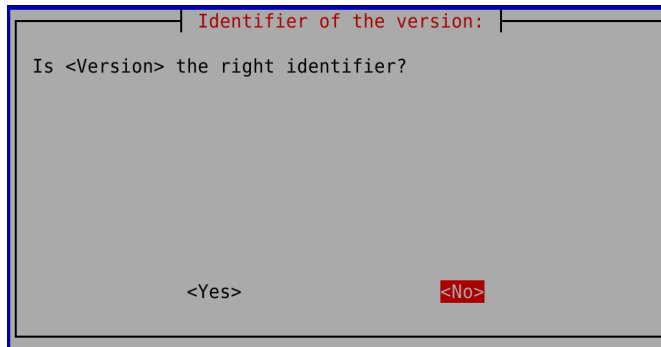 Identifier of the version:
Is <Version> the right identifier?
<Yes> <No>